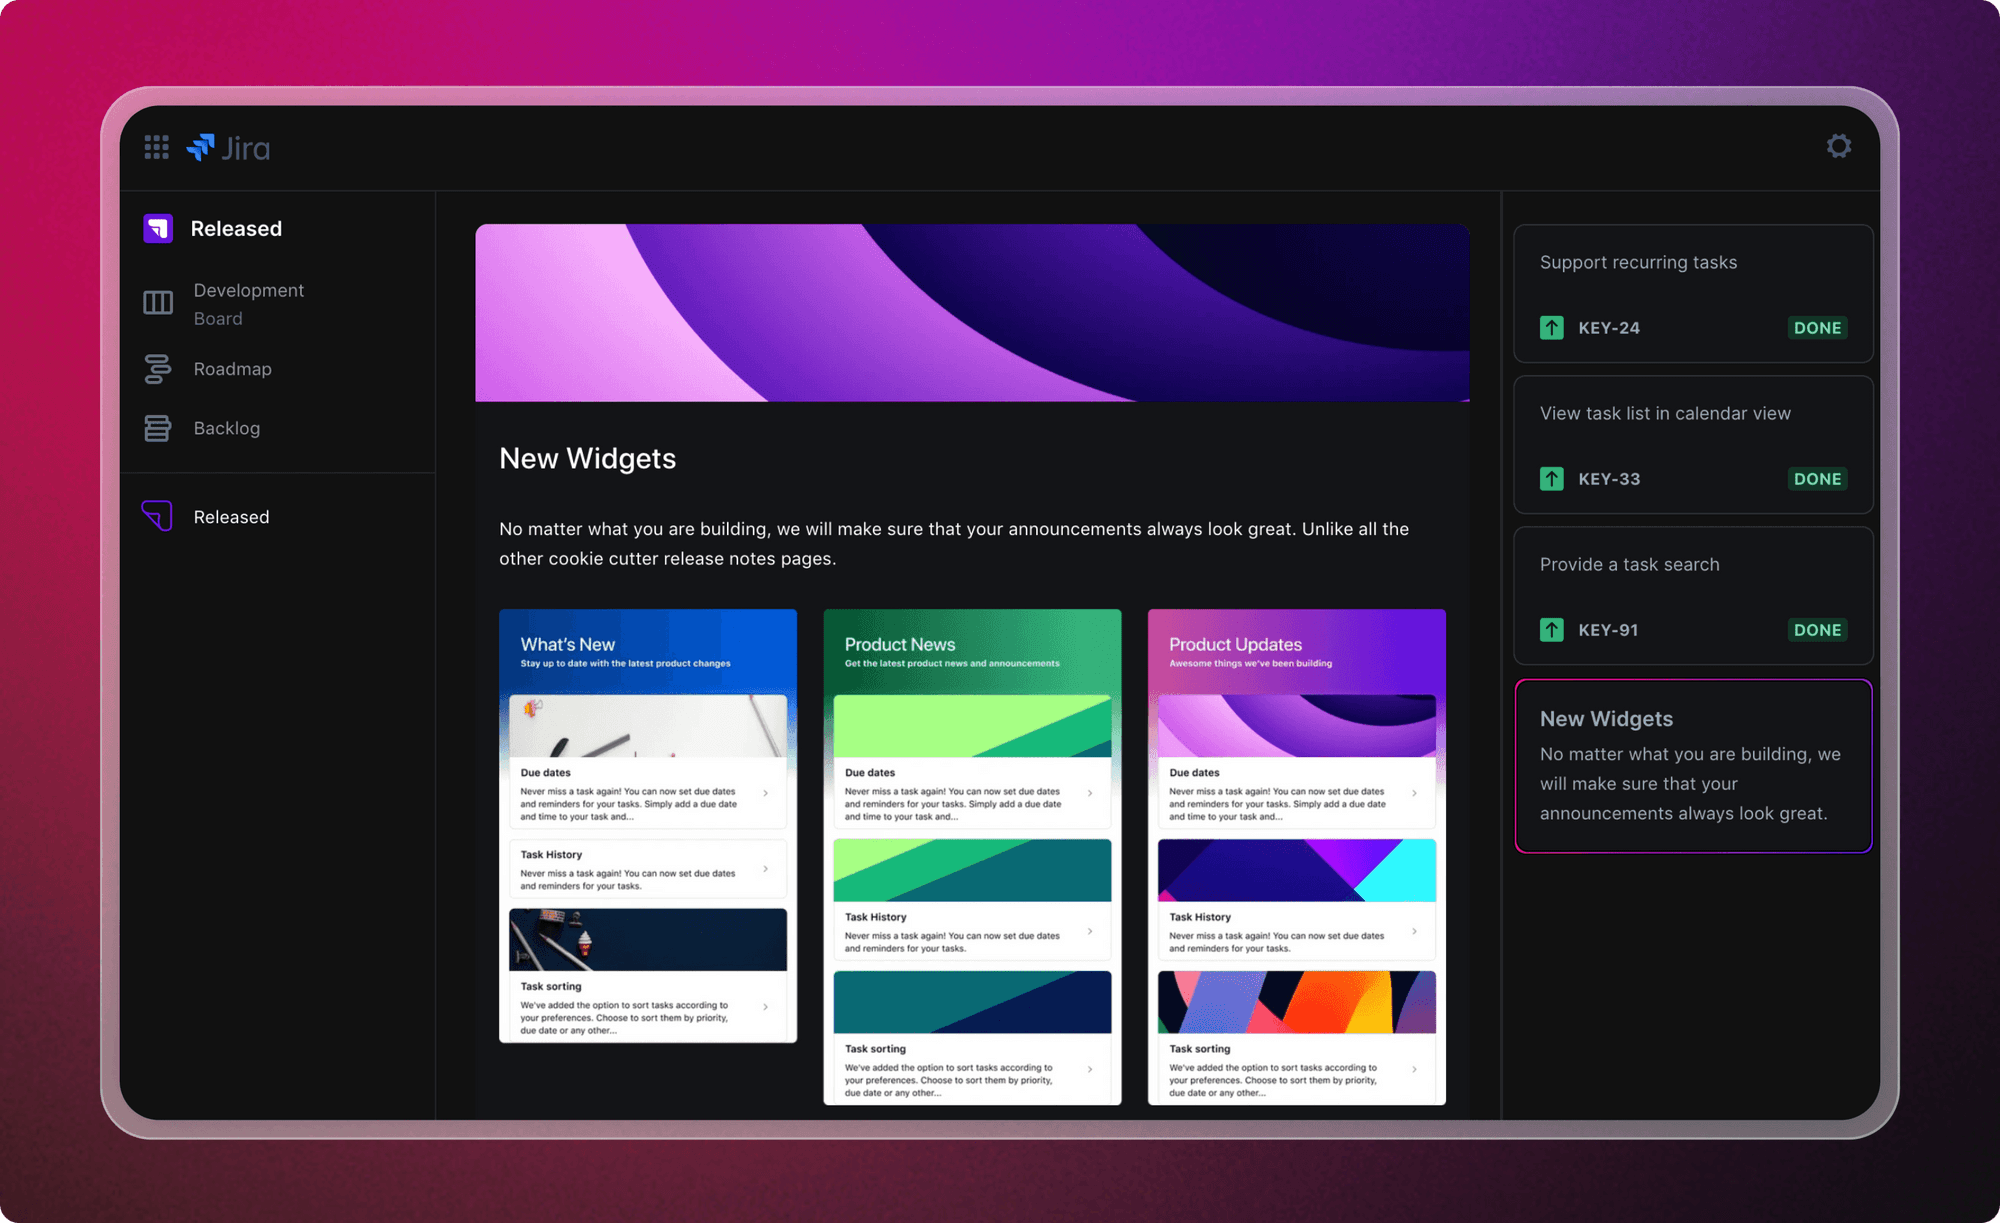 Jira
Released
Development
Board
Roadmap
Backlog
Released
New Widgets
No matter what you are building, we will make sure that your announcements always look great. Unlike all the
other cookie cutter release notes pages.
What's New
Stay up to date with the latest product changes
Due dates
Never miss a task again! You can now set due dates
and reminders for your tasks. Simply add a due date
and time to your task and...
Task History
Never miss a task again! You can now set due dates
and reminders for your tasks.
Task sorting
We've added the option to sort tasks according to
your preferences. Choose to sort them by priority,
due date or any other...
Product News
Get the latest product news and announcements
Due dates
Never miss a task again! You can now set due dates
and reminders for your tasks. Simply add a due date
and time to your task and...
Task History
Never miss a task again! You can now set due dates
and reminders for your tasks.
Task sorting
We've added the option to sort tasks according to
your preferences. Choose to sort them by priority,
due date or any other...
Product Updates
Awesome things we've been building
Due dates
Never miss a task again! You can now set due dates
and reminders for your tasks. Simply add a due date
and time to your task and...
Task History
Never miss a task again! You can now set due dates
and reminders for your tasks.
Task sorting
We've added the option to sort tasks according to
your preferences. Choose to sort them by priority,
due date or any other...
Support recurring tasks
KEY-24 DONE
View task list in calendar view
KEY-33 DONE
Provide a task search
KEY-91 DONE
New Widgets
No matter what you are building, we
will make sure that your
announcements always look great.